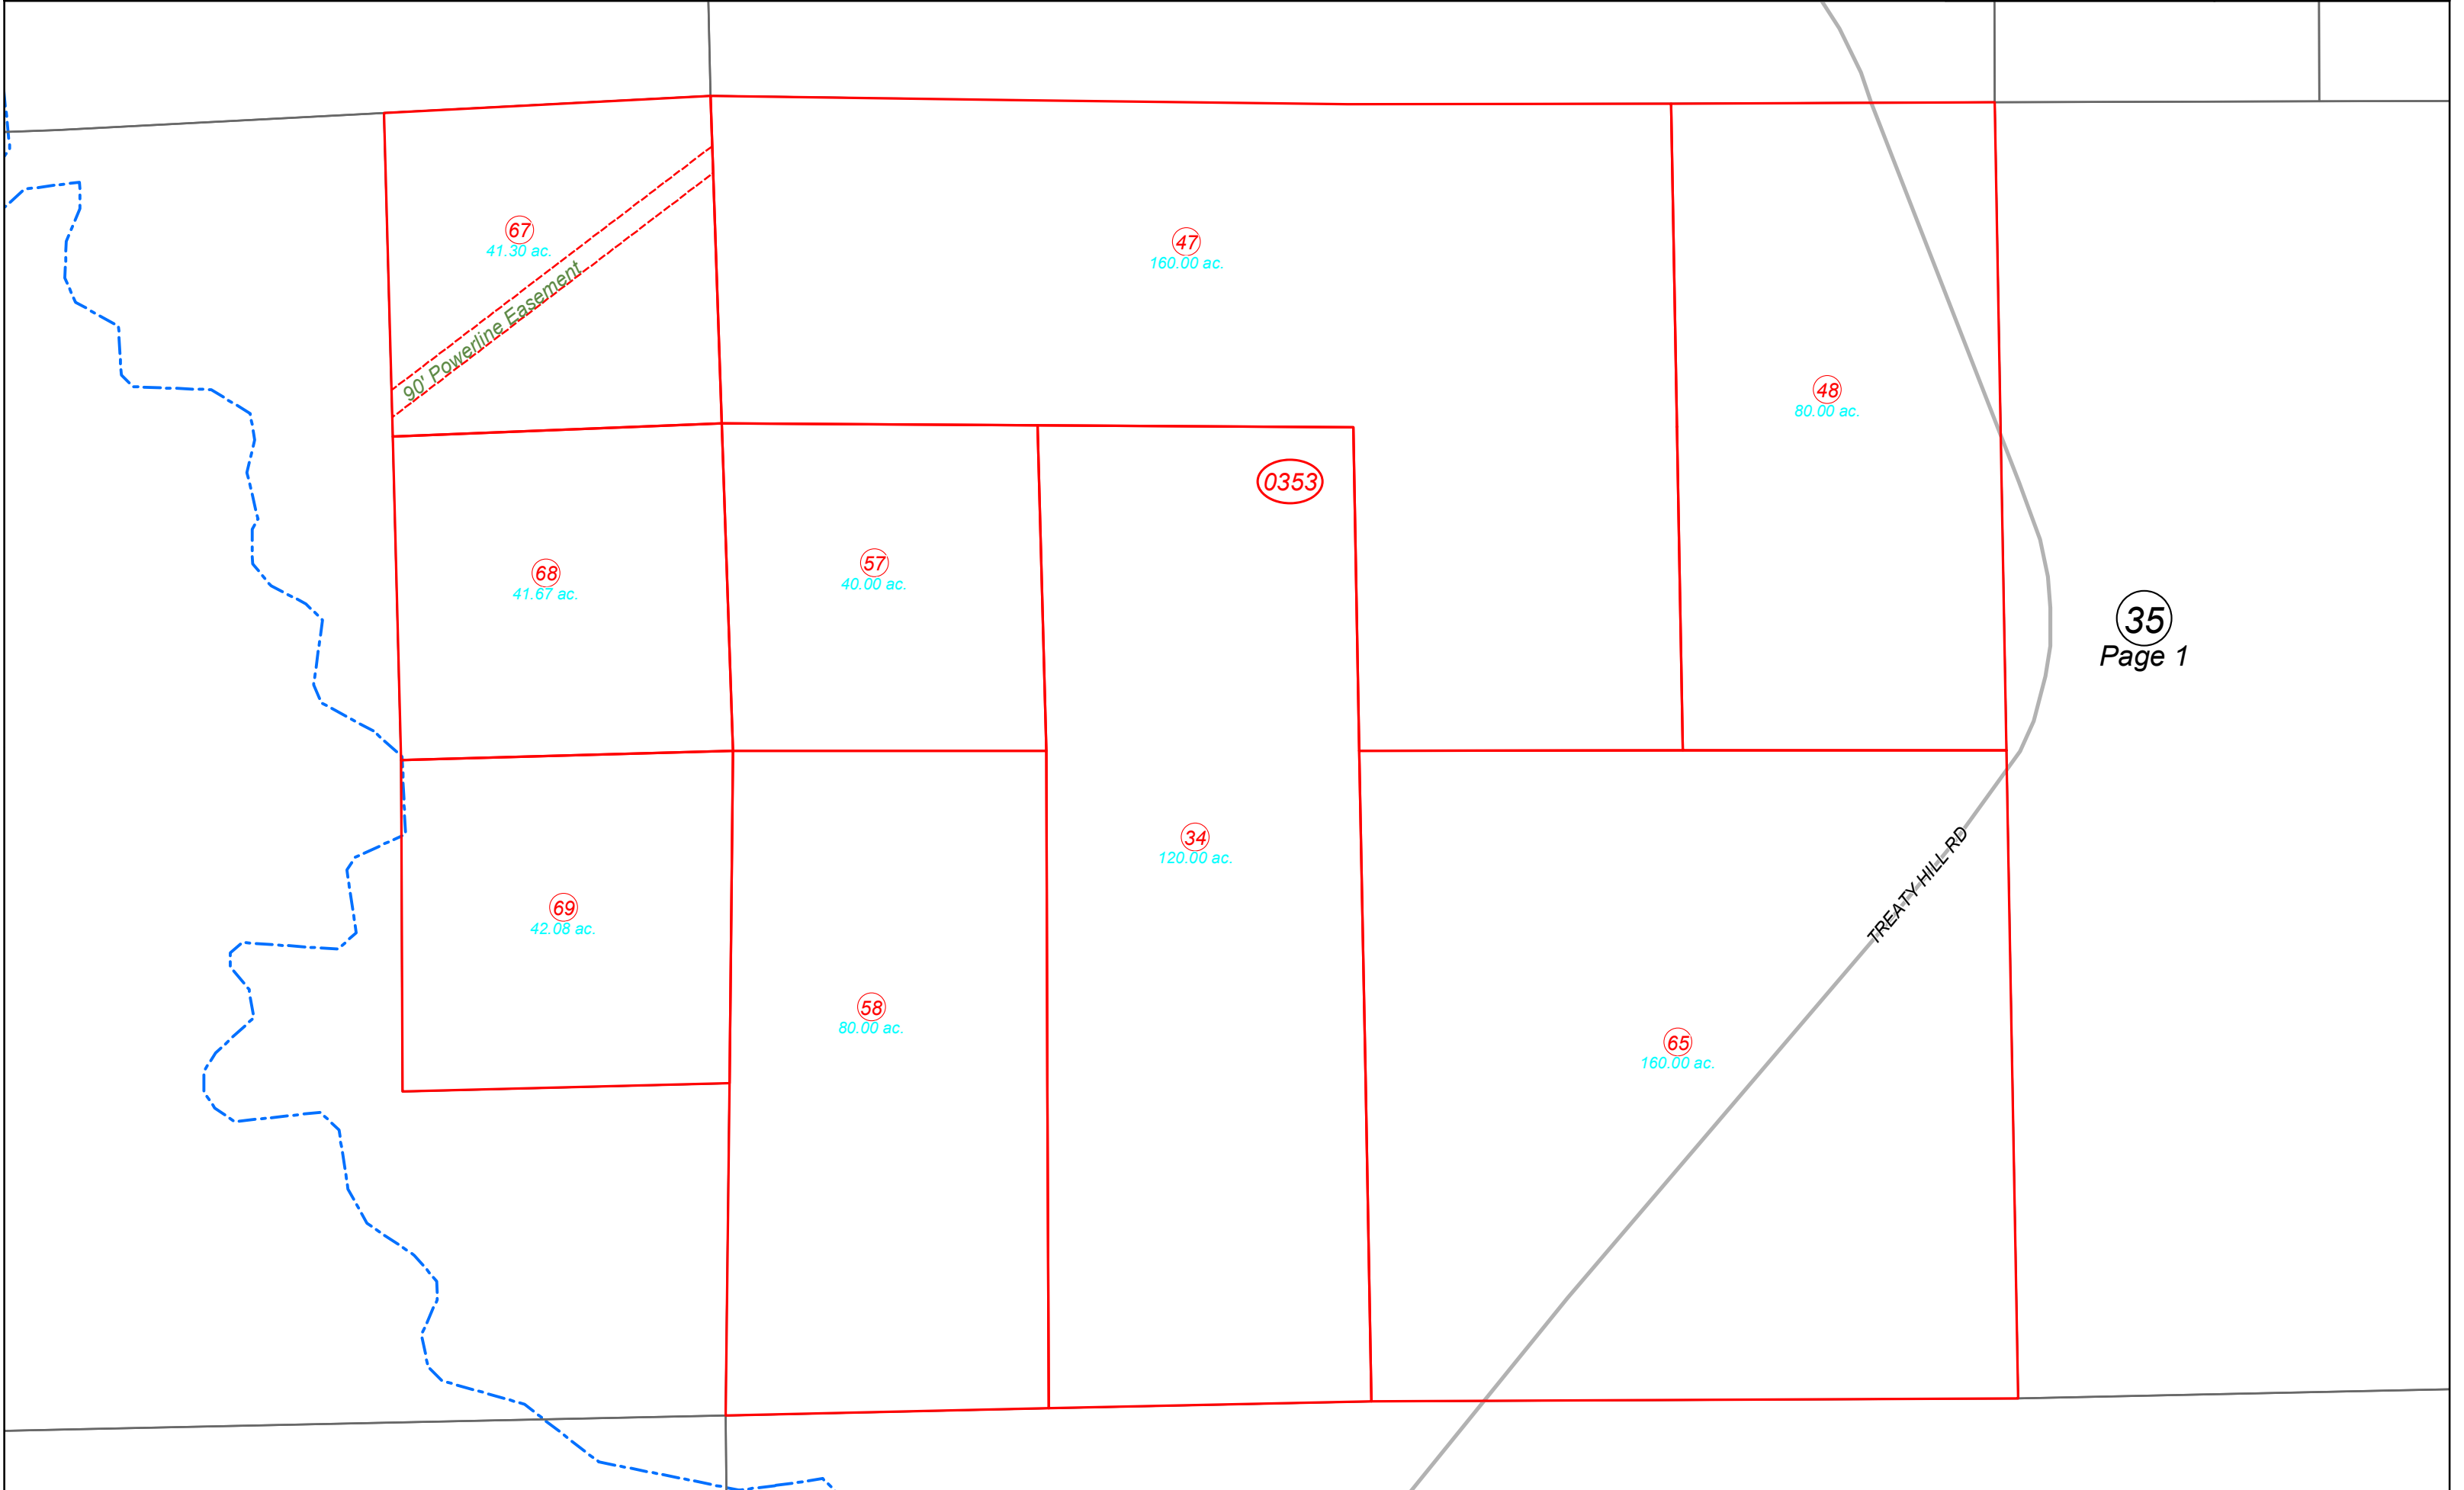 67
41.30 ac.
90' Powerline Easement
47
160.00 ac.
48
80.00 ac.
0353
68
41.67 ac.
57
40.00 ac.
35
Page 1
34
120.00 ac.
TREATY HILL RD
69
42.08 ac.
58
80.00 ac.
65
160.00 ac.